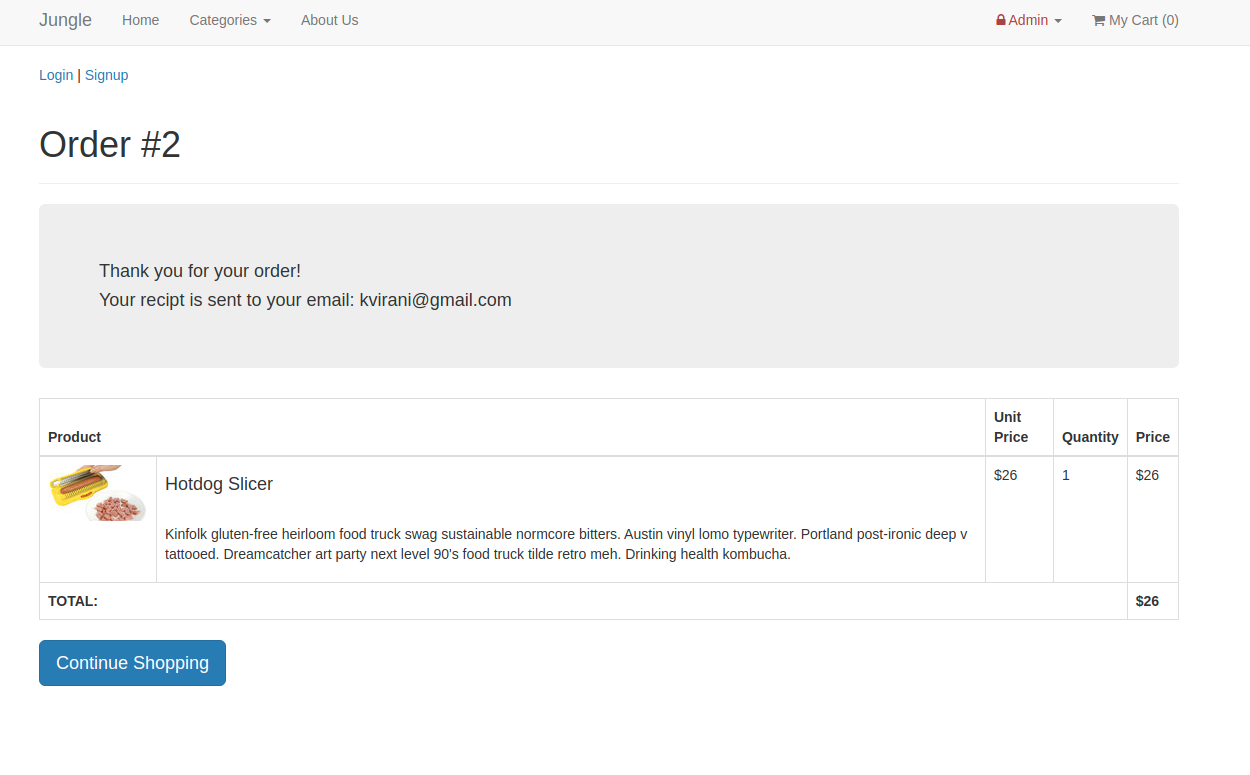 Jungle Home Categories About Us Admin My Cart (0)
Login | Signup
Order #2
Thank you for your order!
Your recipt is sent to your email: kvirani@gmail.com
Product Unit Price Quantity Price
Hotdog Slicer $26 1 $26
Kinfolk gluten-free heirloom food truck swag sustainable normcore bitters. Austin vinyl lomo typewriter. Portland post-ironic deep v
tattooed. Dreamcatcher art party next level 90's food truck tilde retro meh. Drinking health kombucha.
TOTAL: $26
Continue Shopping